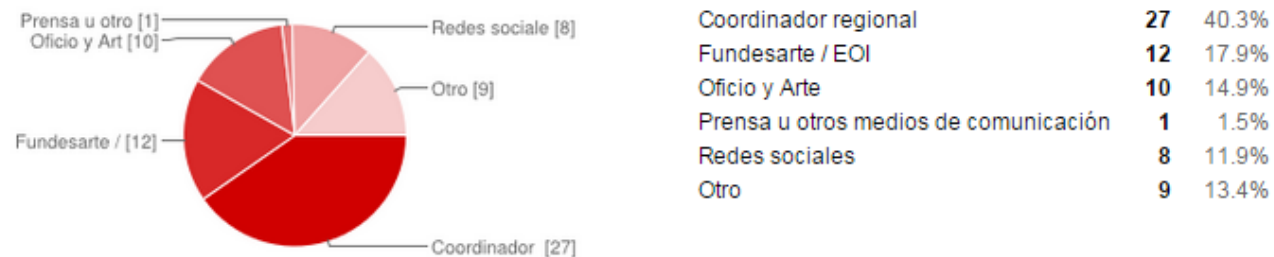 Prensa u otro [1]
Oficio y Art [10]
Fundesarte / [12]
Redes sociale [8]
Otro [9]
Coordinador [27]
Coordinador regional 27 40.3%
Fundesarte / EOI 12 17.9%
Oficio y Arte 10 14.9%
Prensa u otros medios de comunicación 1 1.5%
Redes sociales 8 11.9%
Otro 9 13.4%